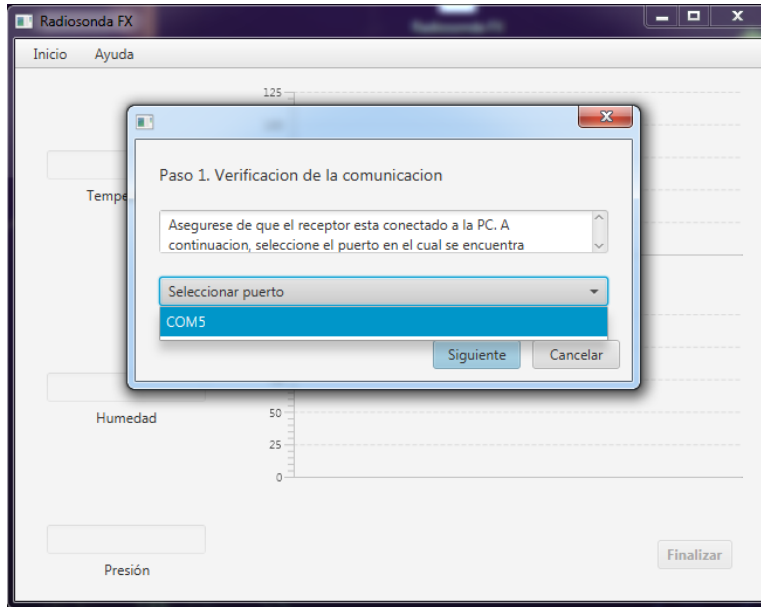 Radiosonda FX
Inicio Ayuda
125
Paso 1. Verificacion de la comunicacion
Asegurese de que el receptor esta conectado a la PC. A
continuacion, seleccione el puerto en el cual se encuentra
Seleccionar puerto
COM5
Siguiente Cancelar
Tempe
Humedad
50
25
0
Presión
Finalizar